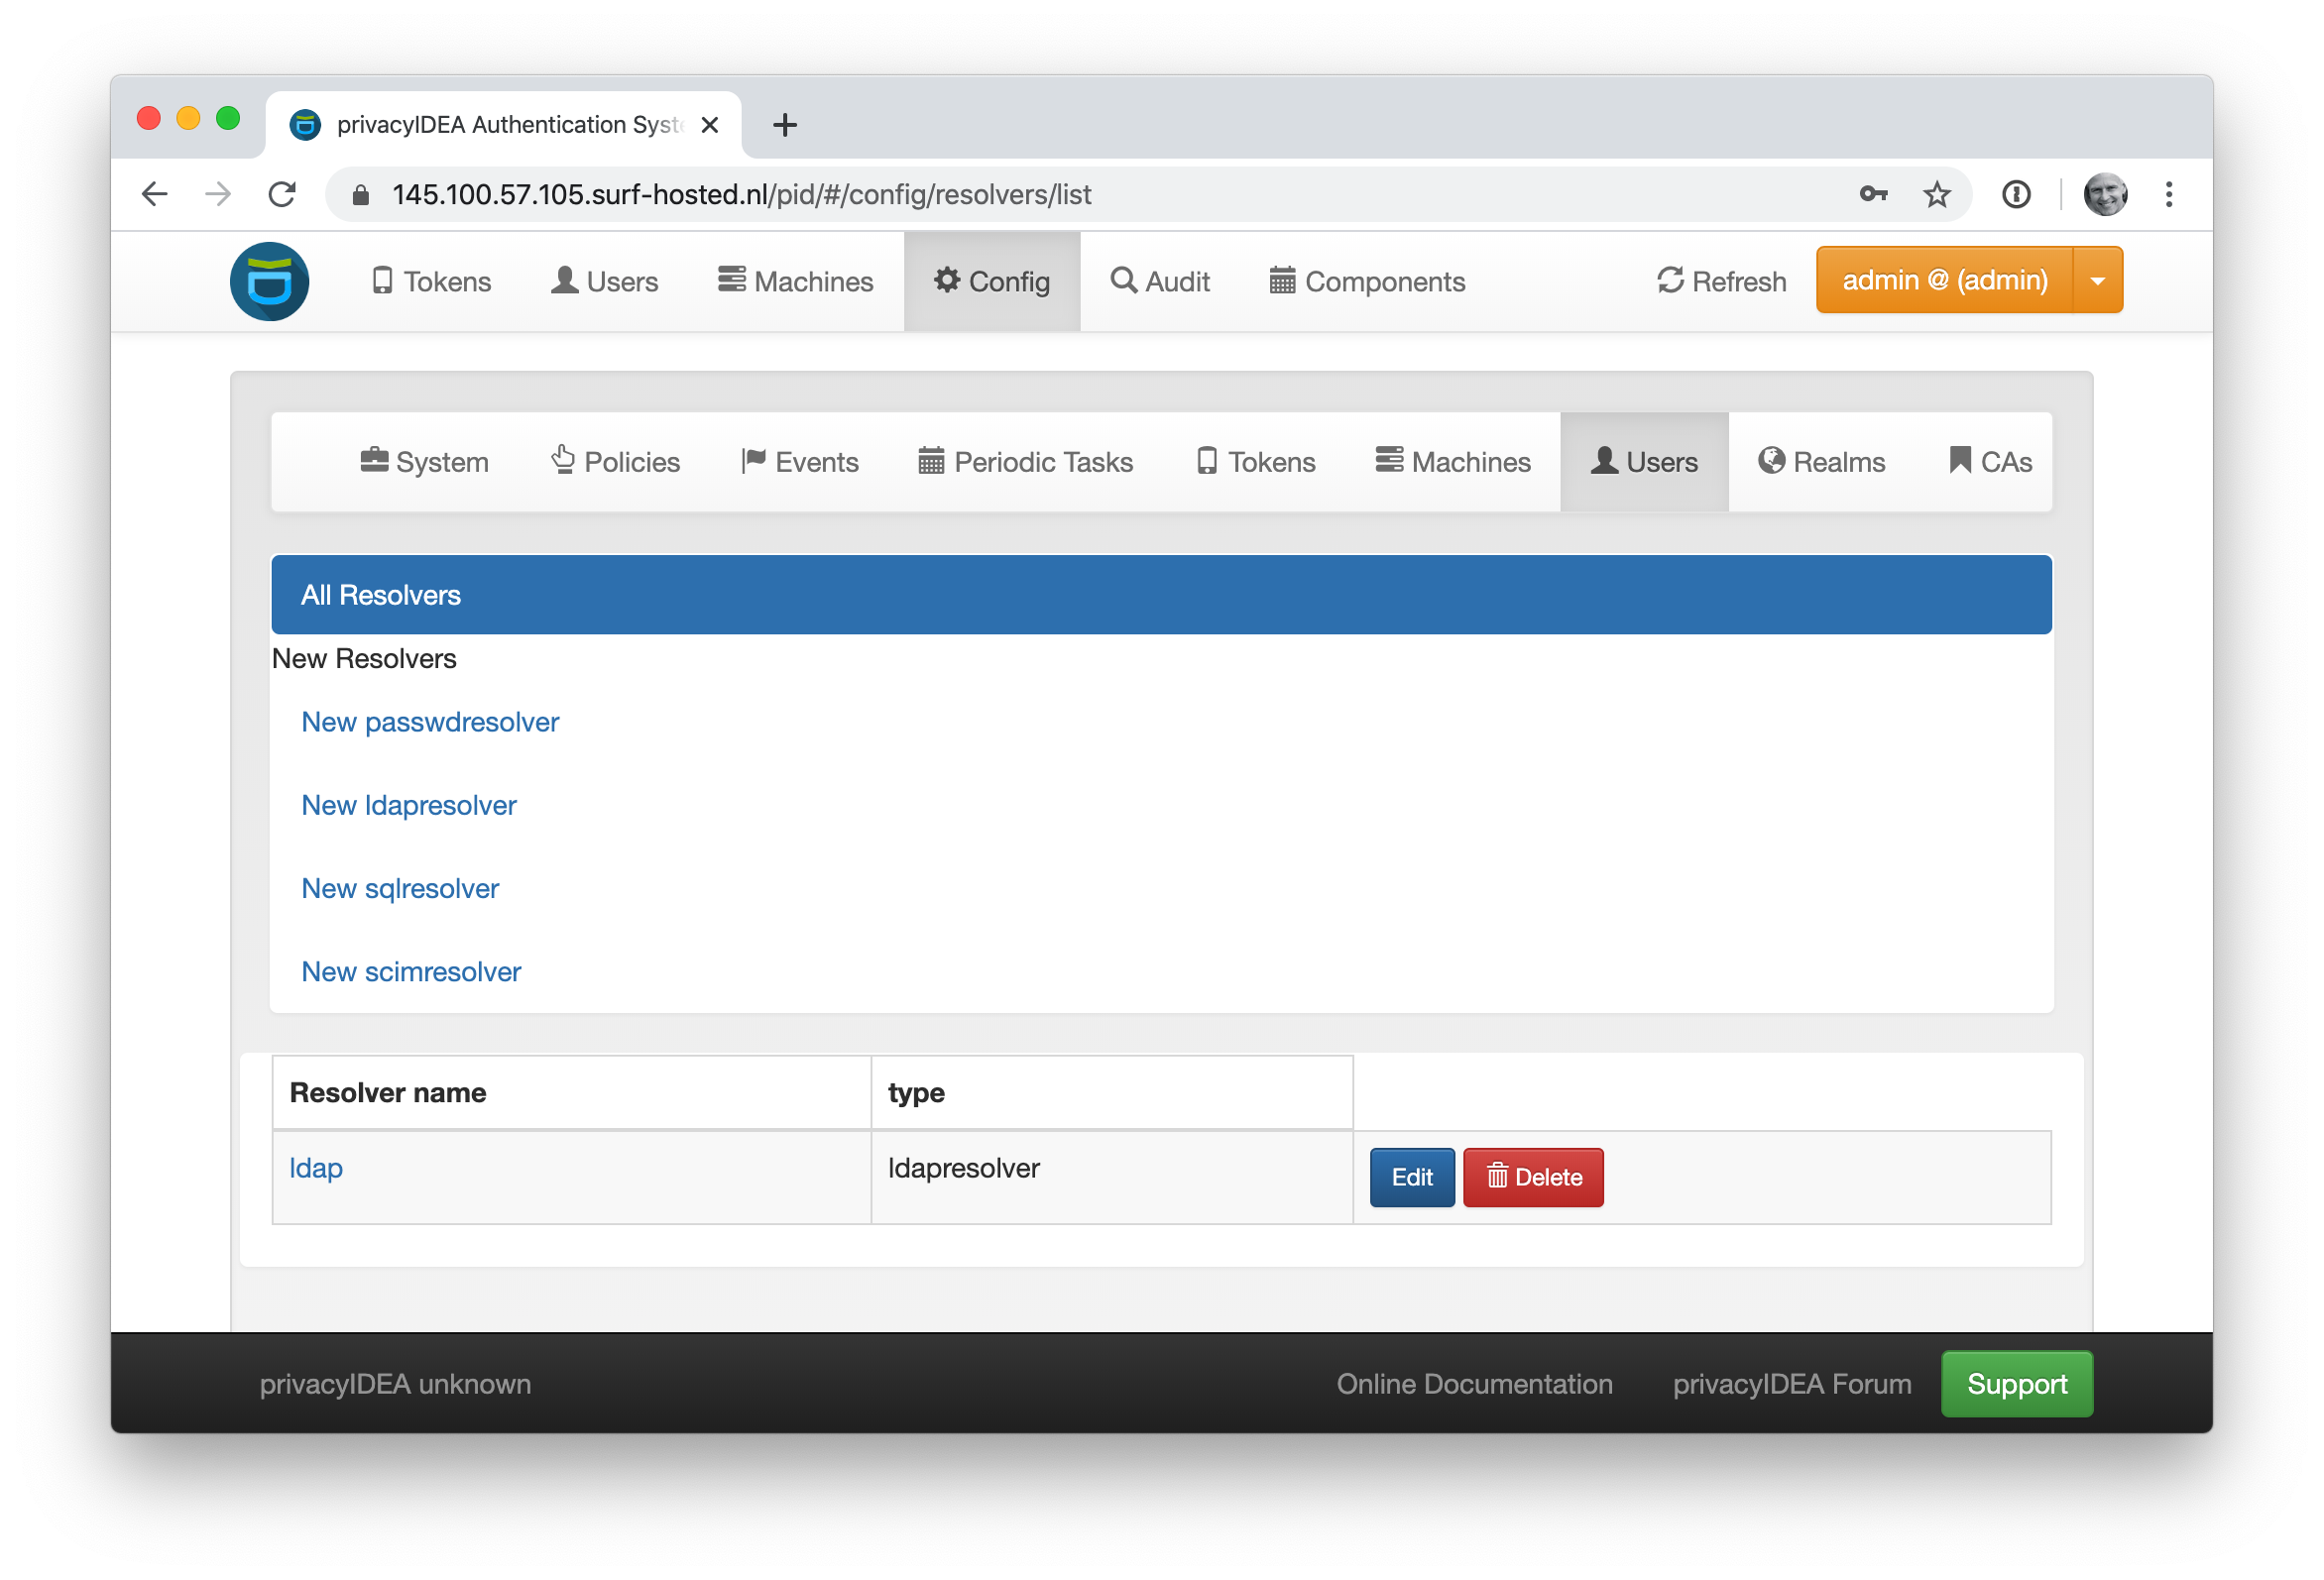 privacyIDEA Authentication Syst
145.100.57.105.surf-hosted.nl/pid/#/config/resolvers/list
Tokens Users Machines Config Audit Components Refresh admin @ (admin)
System Policies Events Periodic Tasks Tokens Machines Users Realms CAs
All Resolvers
New Resolvers
New passwdresolver
New ldapresolver
New sqlresolver
New scimresolver
Resolver name type
ldap ldapresolver Edit Delete
privacyIDEA unknown Online Documentation privacyIDEA Forum Support